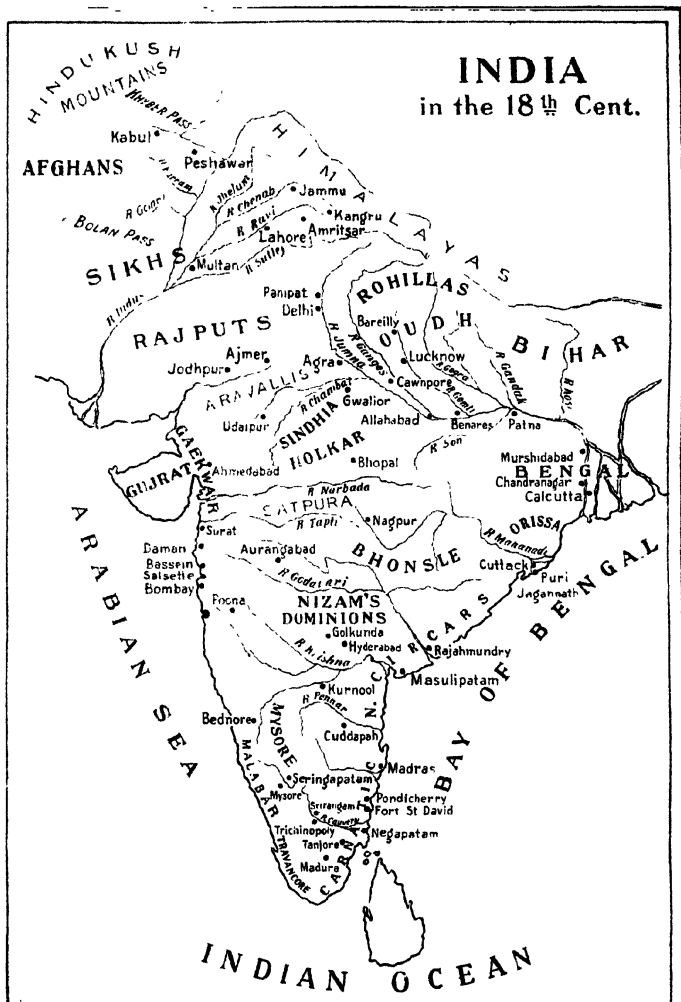 INDIA
in the 18th Cent.
HINDUKUSH
MOUNTAINS
KHYBER PASS
Kabul
Peshawar
AFGHANS
HIMALAYAS
R Jhelum
R Chenab
Jammu
R Ravi
Kangru
Amritsar
Lahore
BOLAN PASS
SIKHS
Multan
R Sutlej
R Indus
Panipat
Delhi
ROHILLAS
RAJPUTS
Bareilly
OUDH
BIHAR
R Jumna
R Ganges
Ajmer
Jodhpur
Agra
Lucknow
R Gogra
R Gandak
ARAVALLIS
R Chambal
Cawnpore
R Gomti
Gwalior
Udaipur
SINDHIA
Allahabad
Benares
Patna
HOLKAR
R Son
GAEKWAR
Ahmedabad
Bhopal
Murshidabad
BENGAL
GUJRAT
Chandranagar
Calcutta
R Narbada
SATPURA
R Tapti
Nagpur
ORISSA
Surat
R Mahanadi
Daman
Aurangabad
BHONSLE
Bassein
Salsette
Bombay
R Godavari
Cuttack
Puri
Jagannath
Poona
NIZAM'S
DOMINIONS
Golkunda
Hyderabad
N. CIRCARS
Rajahmundry
R Krishna
Masulipatam
Kurnool
R Pennar
Bednore
MYSORE
Cuddapah
Madras
MALABAR
Seringapatam
Mysore
Pondicherry
Srirangam
Fort St David
R Cauvery
Trichinopoly
Negapatam
Tanjore
TRAVANCORE
Madura
CARNATIC
ARABIAN SEA
BAY OF BENGAL
INDIAN OCEAN